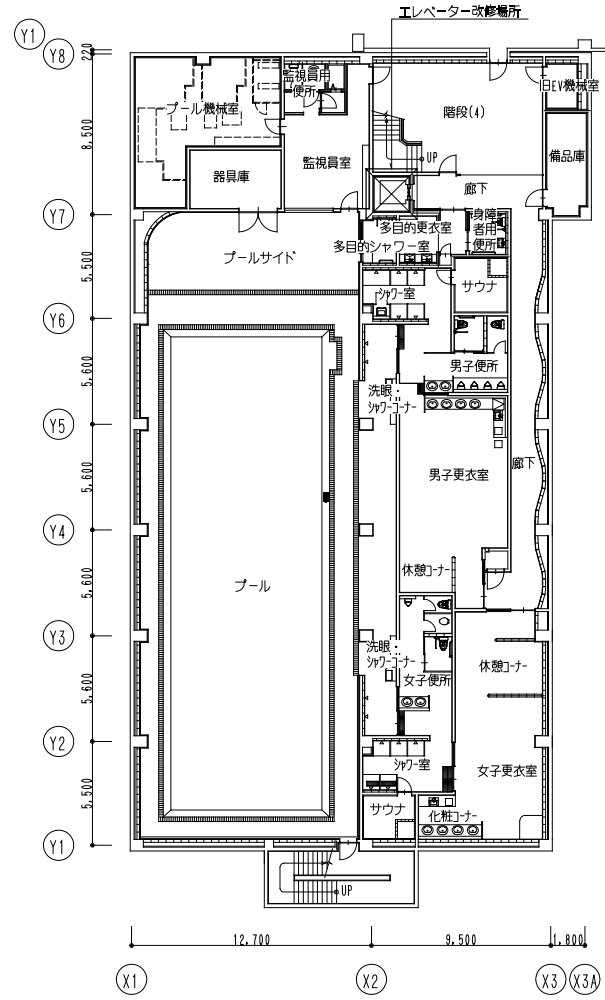 エレベーター改修場所
Y1
Y8
220
監視員用
便所
プール機械室
旧EV機械室
階段(4)
8,500
備品庫
UP
監視員室
器具庫
廊下
Y7
身障
者用
便所
多目的更衣室
多目的シャワー室
プールサイド
5,500
サウナ
シャワー室
Y6
男子便所
5,600
洗眼・
シャワーコーナー
Y5
廊下
男子更衣室
5,600
Y4
休憩コーナー
プール
5,600
Y3
洗眼・
シャワーコーナー
休憩コーナー
女子便所
5,600
Y2
シャワー室
女子更衣室
5,500
サウナ
化粧コーナー
Y1
UP
12,700
9,500
1,800
X1
X2
X3
X3A